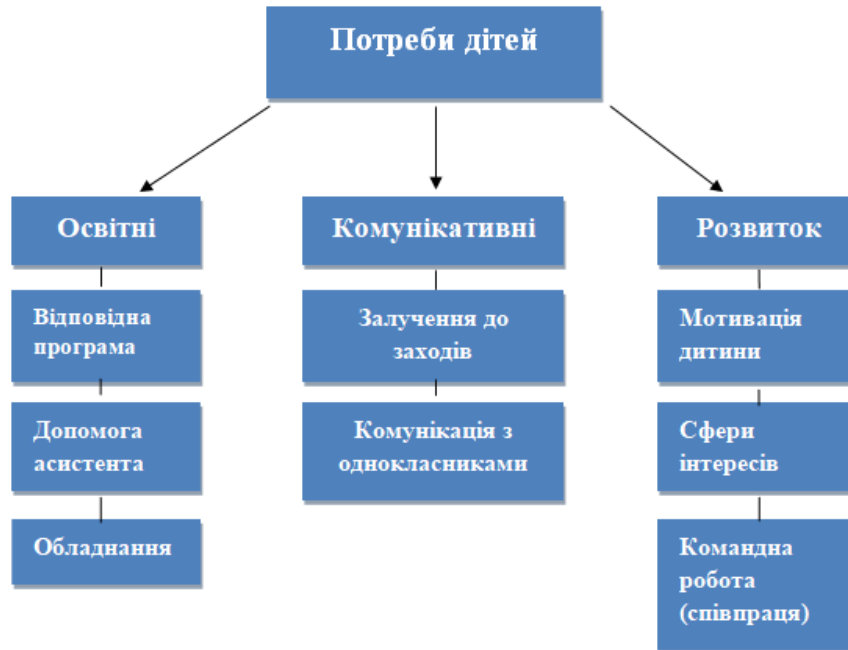 Потреби дітей
Освітні
Відповідна
програма
Допомога
асистента
Обладнання
Комунікативні
Залучення до
заходів
Комунікація з
однокласниками
Розвиток
Мотивація
дитини
Сфери
інтересів
Командна
робота
(співпраця)